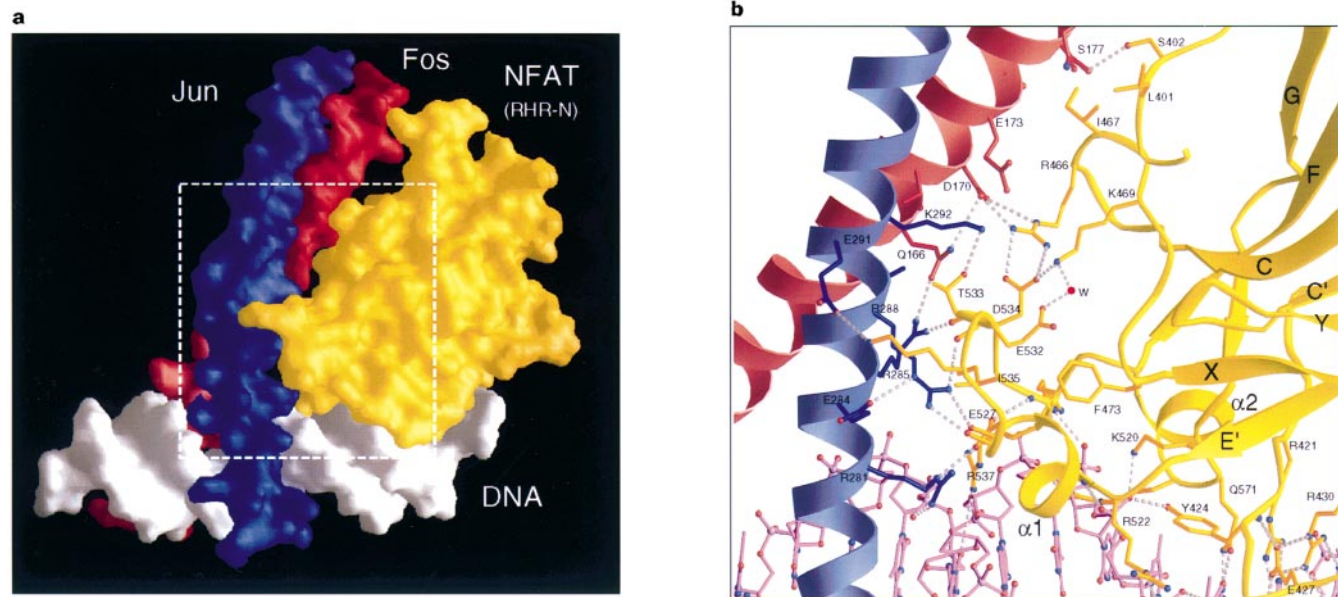 a
Jun
Fos
NFAT
(RHR-N)
DNA
b
S177
S402
L401
G
E173
I467
R466
F
D170
K469
K292
E291
Q166
C
T533
W
C'
D534
R288
Y
E532
R285
I535
X
E284
F473
α2
E527
K520
E'
R421
R281
R537
Q571
R430
α1
Y424
R522
E427